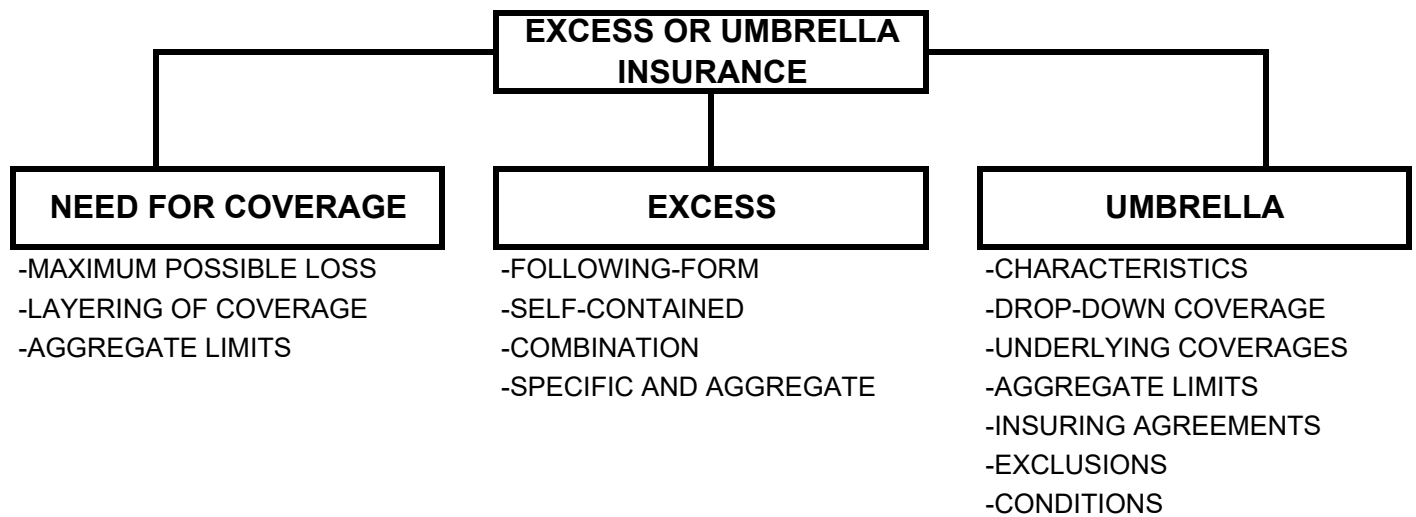 EXCESS OR UMBRELLA
INSURANCE
NEED FOR COVERAGE
-MAXIMUM POSSIBLE LOSS
-LAYERING OF COVERAGE
-AGGREGATE LIMITS
EXCESS
-FOLLOWING-FORM
-SELF-CONTAINED
-COMBINATION
-SPECIFIC AND AGGREGATE
UMBRELLA
-CHARACTERISTICS
-DROP-DOWN COVERAGE
-UNDERLYING COVERAGES
-AGGREGATE LIMITS
-INSURING AGREEMENTS
-EXCLUSIONS
-CONDITIONS